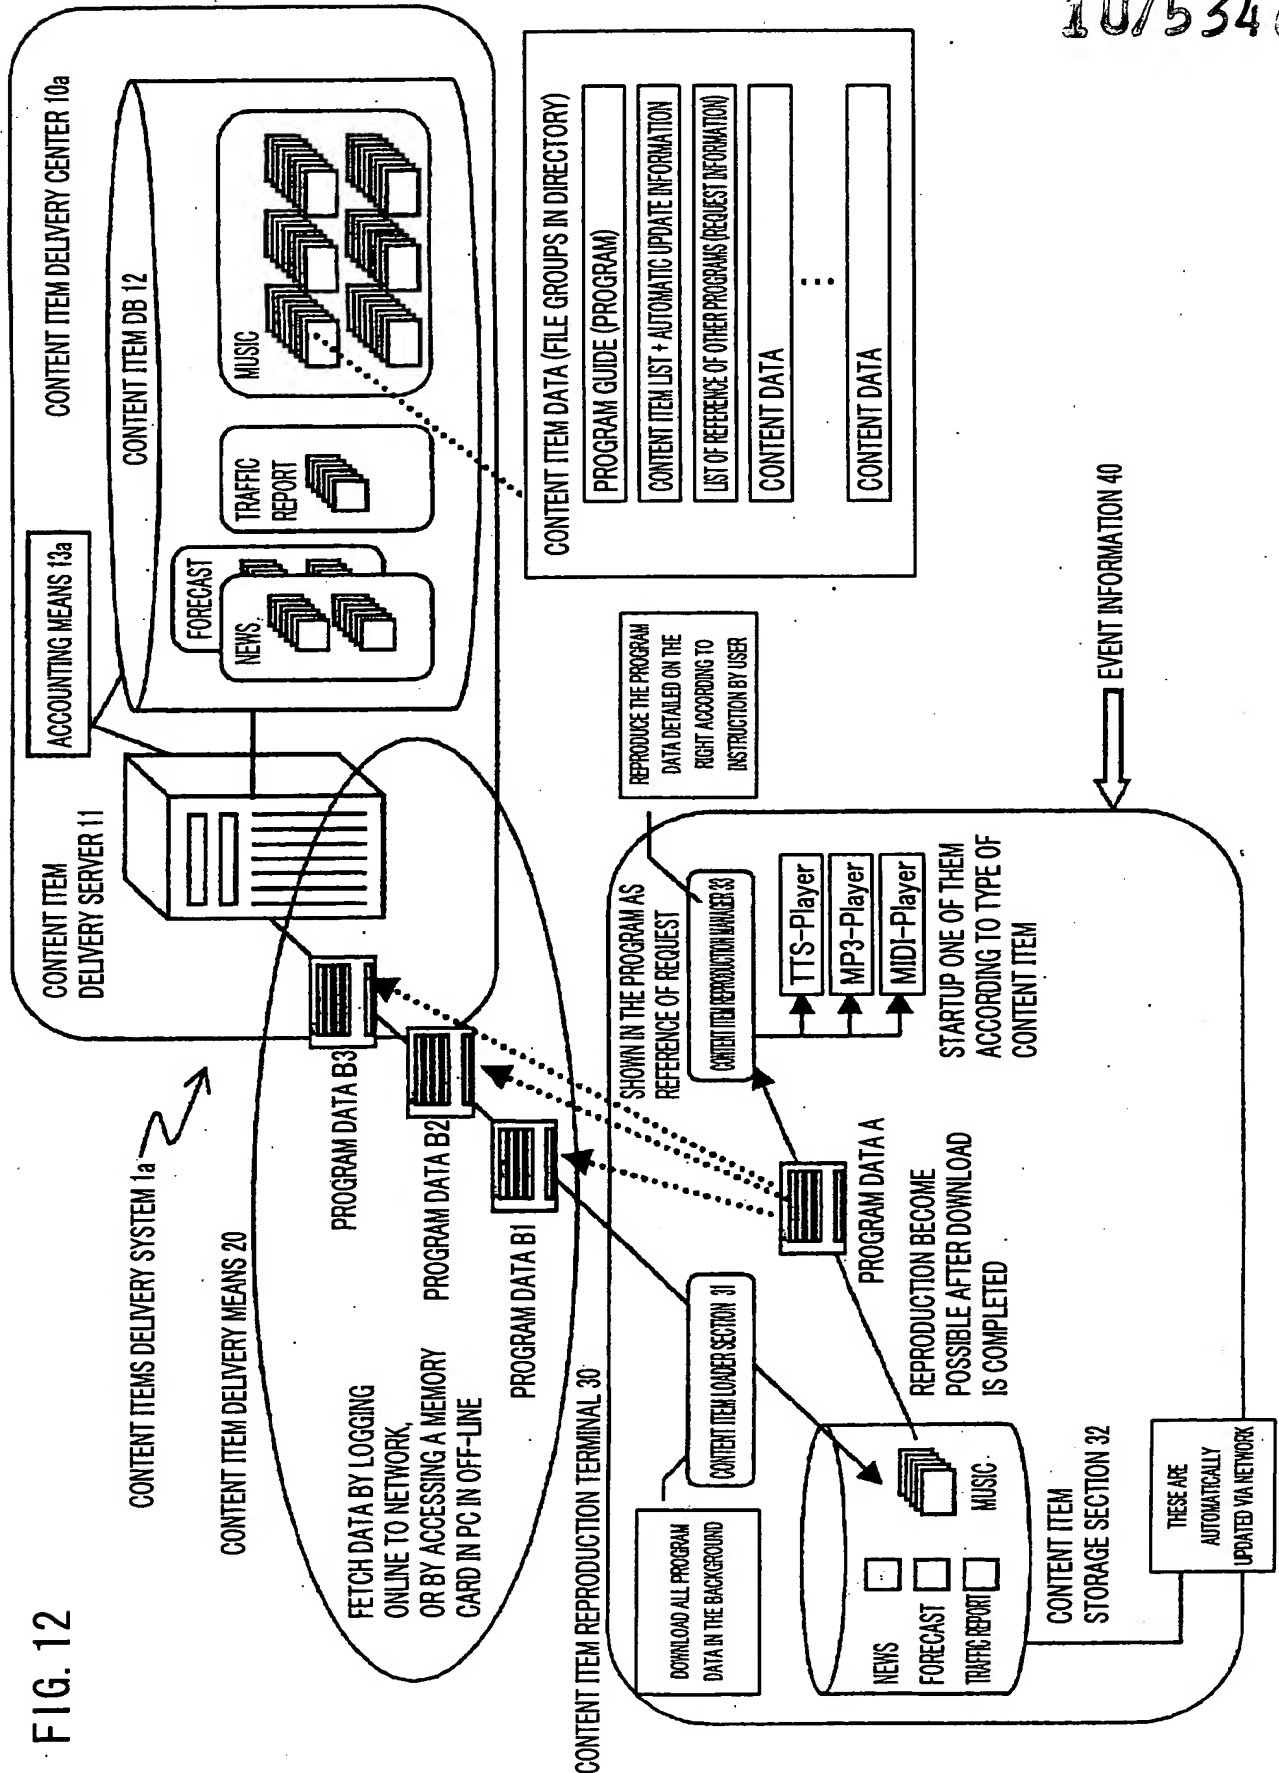 FIG. 12
CONTENT ITEMS DELIVERY SYSTEM 1a
CONTENT ITEM DELIVERY CENTER 10a
CONTENT ITEM
DELIVERY SERVER 11
ACCOUNTING MEANS 13a
CONTENT ITEM DB 12
FORECAST
NEWS
TRAFFIC
REPORT
MUSIC
CONTENT ITEM DELIVERY MEANS 20
FETCH DATA BY LOGGING
ONLINE TO NETWORK,
OR BY ACCESSING A MEMORY
CARD IN PC IN OFF-LINE
PROGRAM DATA B3
PROGRAM DATA B2
PROGRAM DATA B1
CONTENT ITEM DATA (FILE GROUPS IN DIRECTORY)
PROGRAM GUIDE (PROGRAM)
CONTENT ITEM LIST + AUTOMATIC UPDATE INFORMATION
LIST OF REFERENCE OF OTHER PROGRAMS (REQUEST INFORMATION)
CONTENT DATA
CONTENT DATA
CONTENT ITEM REPRODUCTION TERMINAL 30
DOWNLOAD ALL PROGRAM
DATA IN THE BACKGROUND
CONTENT ITEM LOADER SECTION 31
SHOWN IN THE PROGRAM AS
REFERENCE OF REQUEST
REPRODUCE THE PROGRAM
DATA DETAILED ON THE
RIGHT ACCORDING TO
INSTRUCTION BY USER
CONTENT ITEM REPRODUCTION MANAGER 33
TTS-Player
MP3-Player
MIDI-Player
STARTUP ONE OF THEM
ACCORDING TO TYPE OF
CONTENT ITEM
PROGRAM DATA A
REPRODUCTION BECOME
POSSIBLE AFTER DOWNLOAD
IS COMPLETED
NEWS
FORECAST
TRAFFIC REPORT
MUSIC
CONTENT ITEM
STORAGE SECTION 32
THESE ARE
AUTOMATICALLY
UPDATED VIA NETWORK
EVENT INFORMATION 40